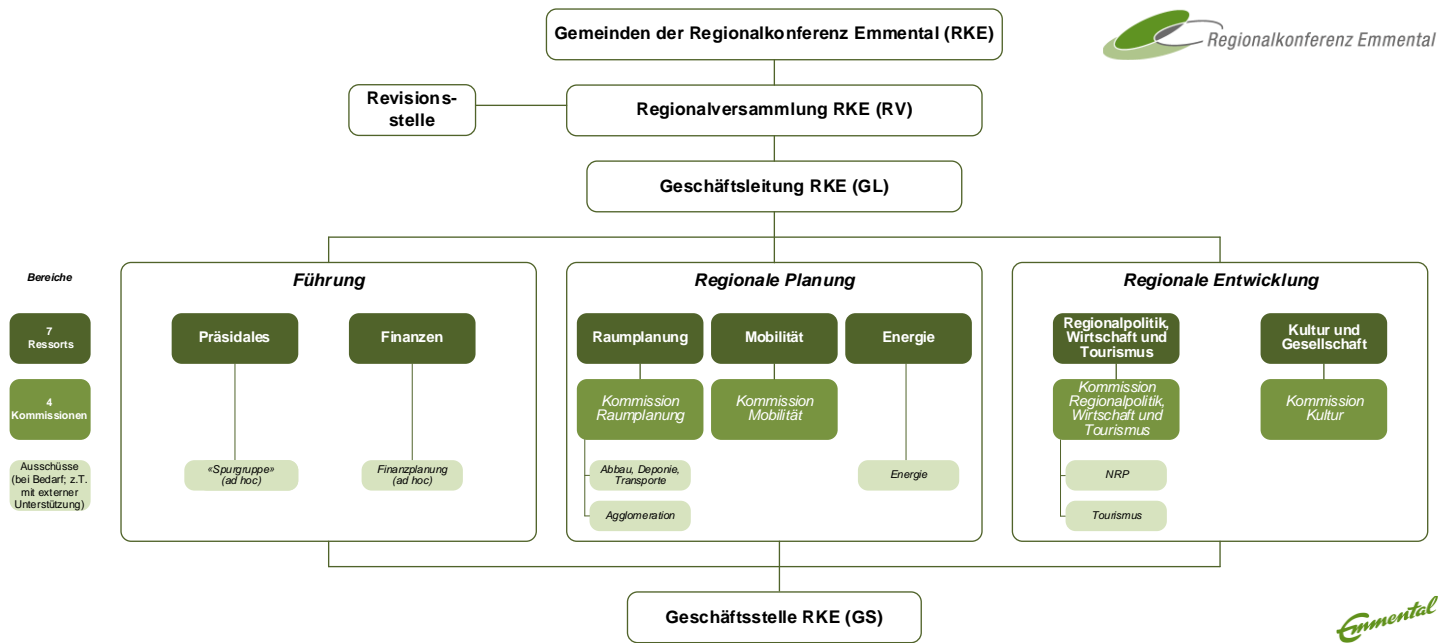 Gemeinden der Regionalkonferenz Emmental (RKE)
Regionalkonferenz Emmental
Revisions-
stelle
Regionalversammlung RKE (RV)
Geschäftsleitung RKE (GL)
Bereiche
Führung
Regionale Planung
Regionale Entwicklung
7
Ressorts
Präsidales
Finanzen
Raumplanung
Mobilität
Energie
Regionalpolitik,
Wirtschaft und
Tourismus
Kultur und
Gesellschaft
4
Kommissionen
Kommission
Raumplanung
Kommission
Mobilität
Kommission
Regionalpolitik,
Wirtschaft und
Tourismus
Kommission
Kultur
Ausschüsse
(bei Bedarf; z.T.
mit externer
Unterstützung)
«Spurgruppe»
(ad hoc)
Finanzplanung
(ad hoc)
Abbau, Deponie,
Transporte
Agglomeration
Energie
NRP
Tourismus
Geschäftsstelle RKE (GS)
Emmental